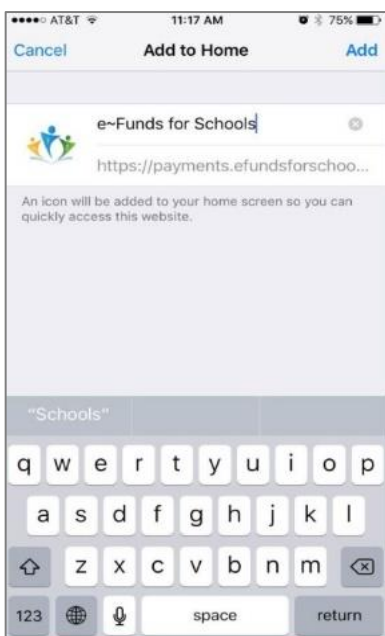 AT&T 11:17 AM 75%
Cancel Add to Home Add
e~Funds for Schools
https://payments.efundsforschoo...
An icon will be added to your home screen so you can
quickly access this website.
"Schools"
q w e r t y u i o p
a s d f g h j k l
z x c v b n m
123 space return